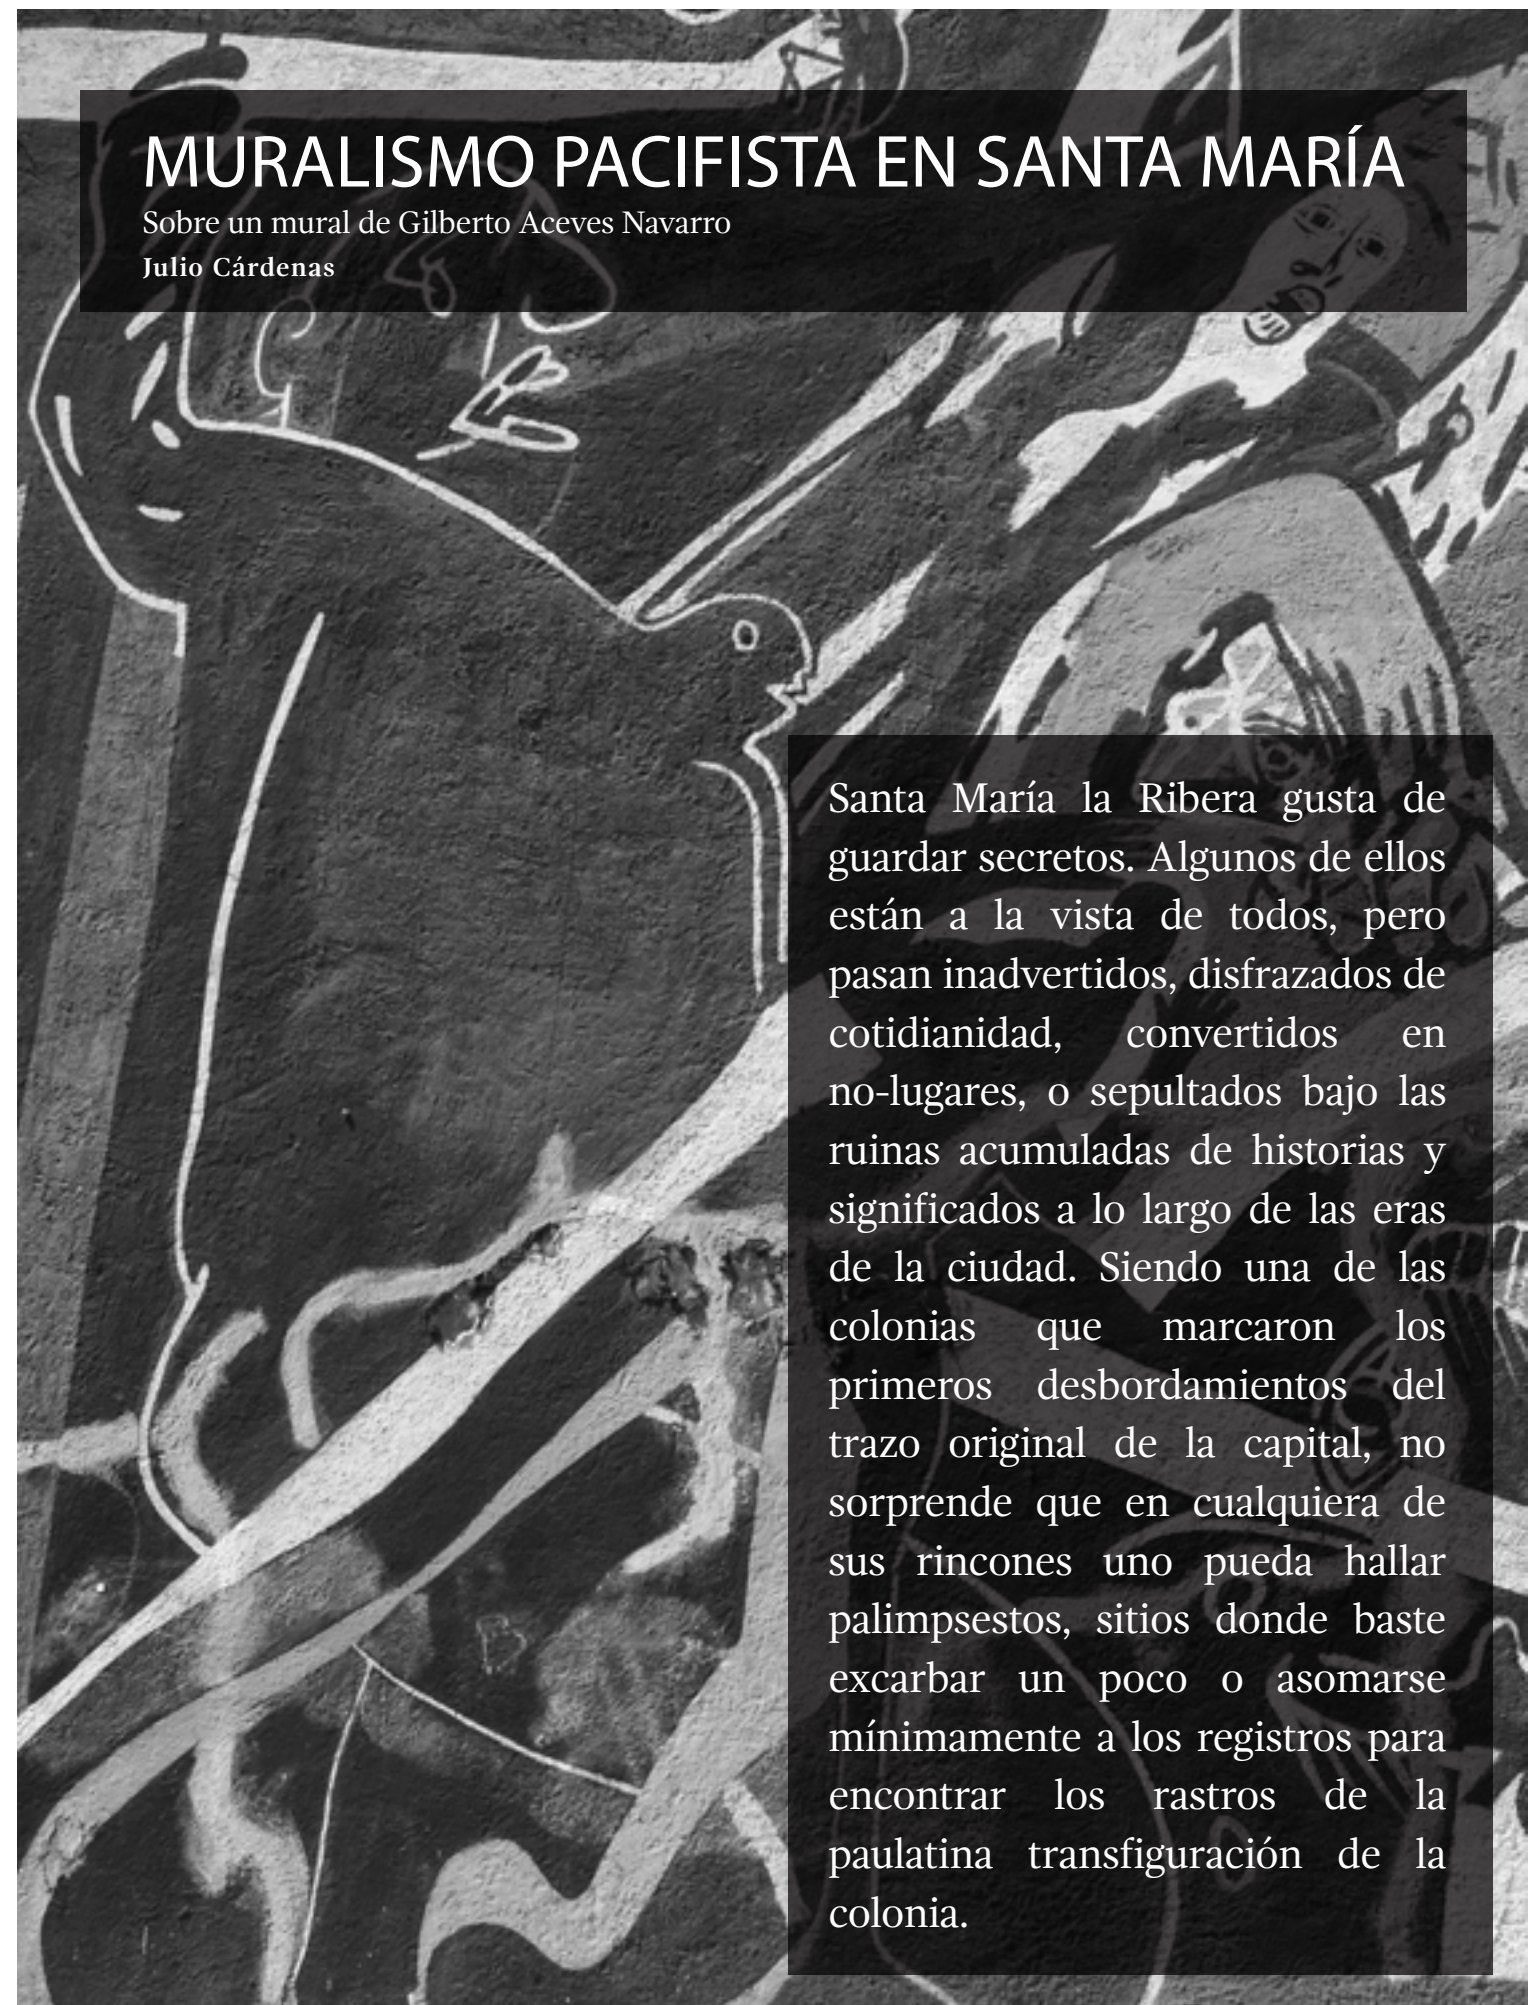 MURALISMO PACIFISTA EN SANTA MARÍA
Sobre un mural de Gilberto Aceves Navarro
Julio Cárdenas
Santa María la Ribera gusta de
guardar secretos. Algunos de ellos
están a la vista de todos, pero
pasan inadvertidos, disfrazados de
cotidianidad, convertidos en
no-lugares, o sepultados bajo las
ruinas acumuladas de historias y
significados a lo largo de las eras
de la ciudad. Siendo una de las
colonias que marcaron los
primeros desbordamientos del
trazo original de la capital, no
sorprende que en cualquiera de
sus rincones uno pueda hallar
palimpsestos, sitios donde baste
excarbar un poco o asomarse
mínimamente a los registros para
encontrar los rastros de la
paulatina transfiguración de la
colonia.